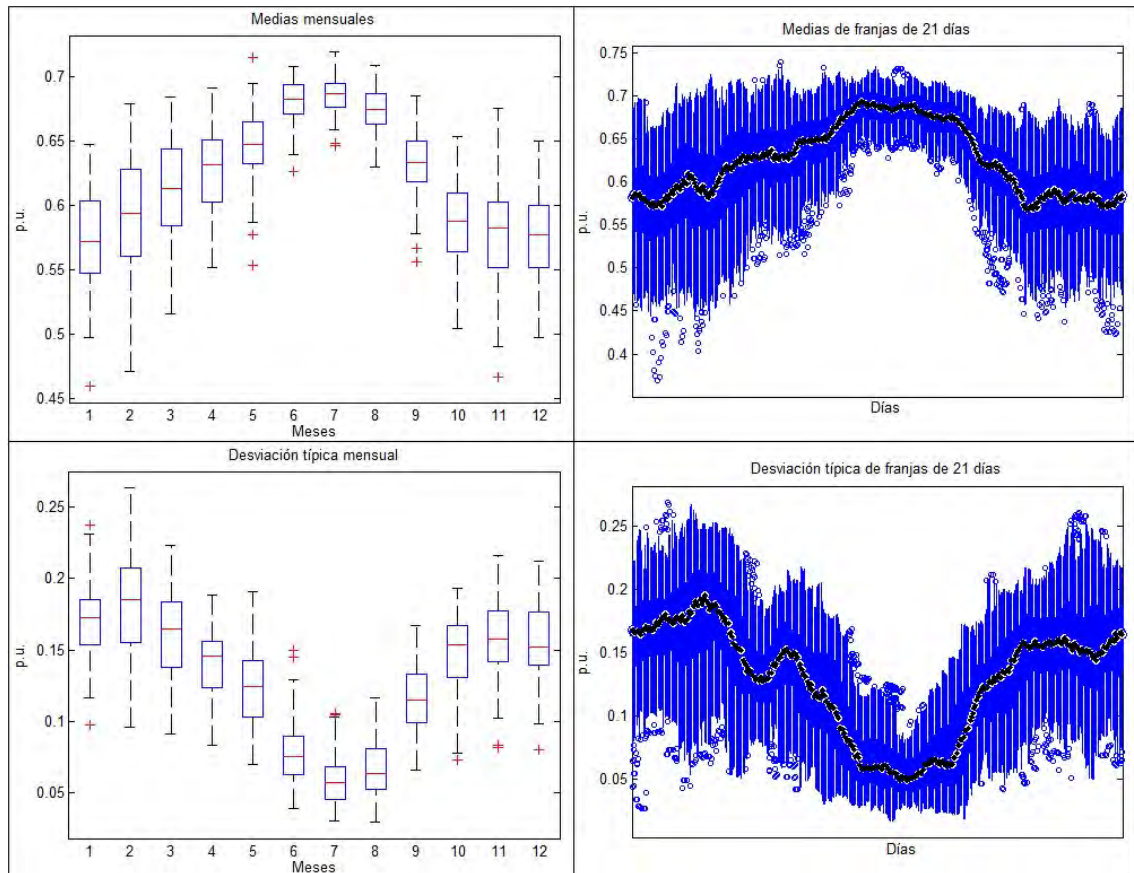 Medias mensuales
0.7
0.65
0.6
0.55
0.5
0.45
p.u.
1 2 3 4 5 6 7 8 9 10 11 12
Meses
Medias de franjas de 21 días
0.75
0.7
0.65
0.6
0.55
0.5
0.45
0.4
p.u.
Días
Desviación típica mensual
0.25
0.2
0.15
0.1
0.05
p.u.
1 2 3 4 5 6 7 8 9 10 11 12
Meses
Desviación típica de franjas de 21 días
0.25
0.2
0.15
0.1
0.05
p.u.
Días